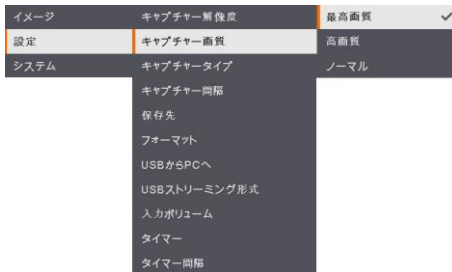 イメージ
設定
システム
キャプチャー解像度
キャプチャー画質
キャプチャータイプ
キャプチャー間隔
保存先
フォーマット
USBからPCへ
USBストリーミング形式
入力ボリューム
タイマー
タイマー間隔
最高画質
高画質
ノーマル